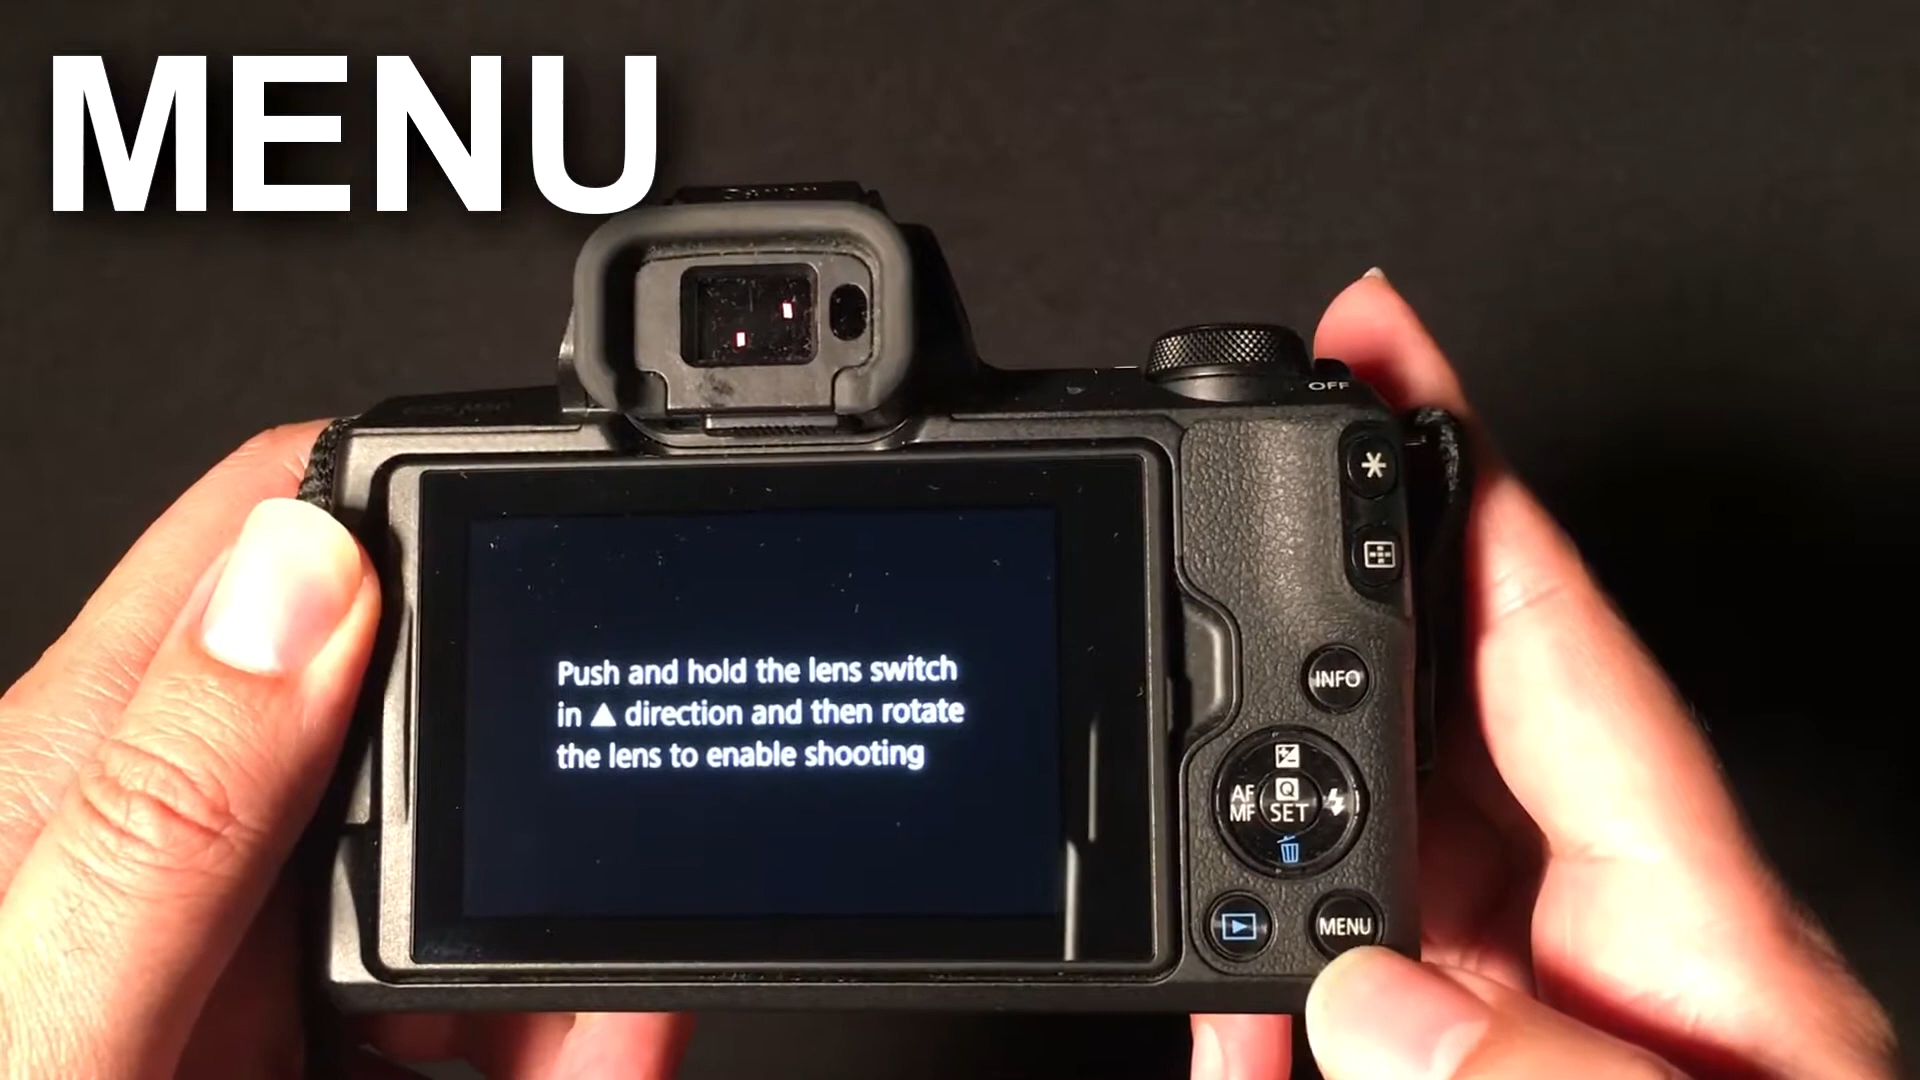 MENU
Canon
OFF
Push and hold the lens switch
in ▲ direction and then rotate
the lens to enable shooting
INFO
AF
MF
Q
SET
MENU